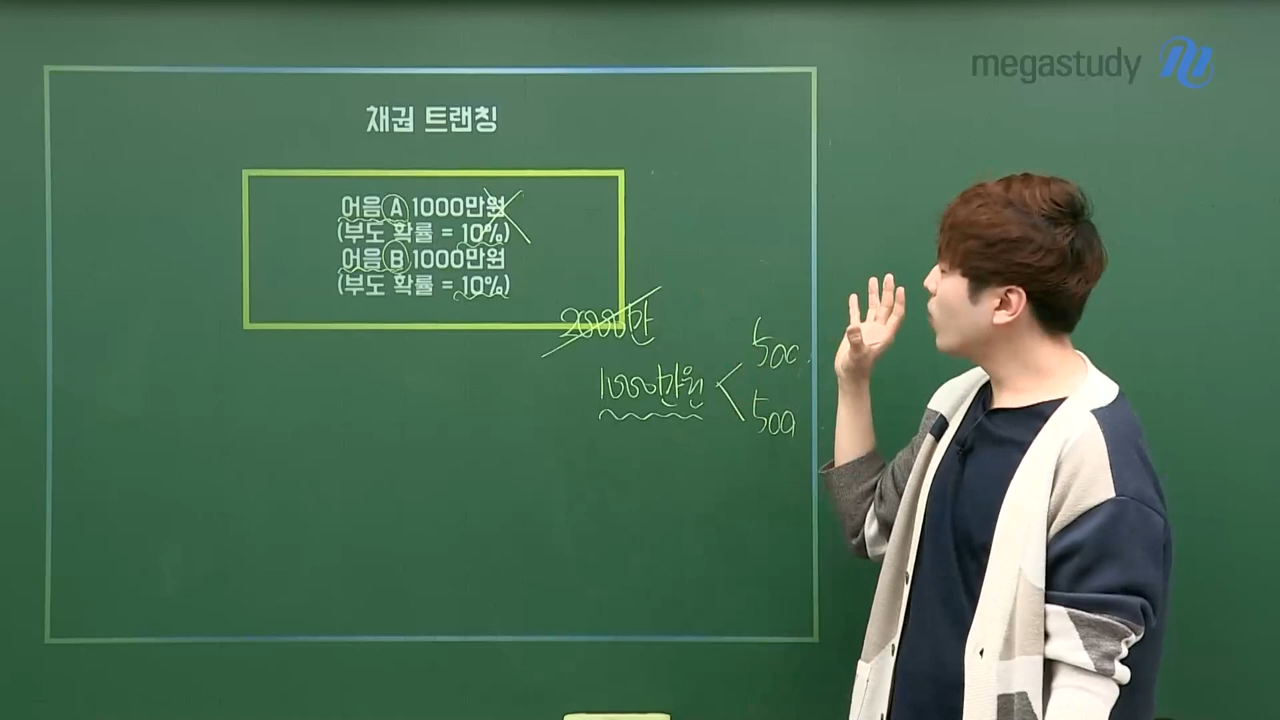 megastudy
채권 트랜칭
어음 A 1000만원
(부도 확률 = 10%)
어음 B 1000만원
(부도 확률 = 10%)
2000만
1000만원
500
500